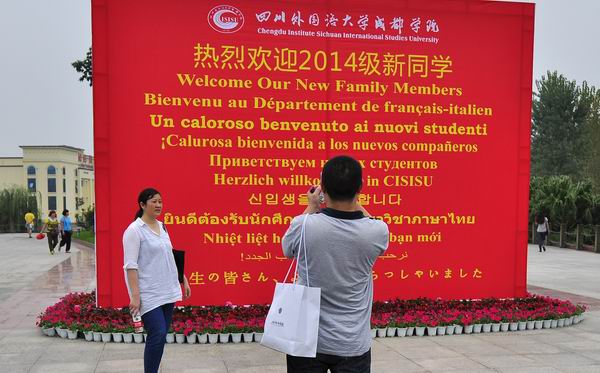 CISISU
四川外国语大学成都学院
Chengdu Institute Sichuan International Studies University
热烈欢迎2014级新同学
Welcome Our New Family Members
Bienvenu au Département de français-italien
Un caloroso benvenuto ai nuovi studenti
¡Calurosa bienvenida a los nuevos compañeros
Приветствуем студентов
Herzlich in CISISU
신입생을 합니다!
ยินดีต้อนรับนักศึกษา วิชาภาษาไทย
Nhiệt liệt bạn mới
الجدد!
生の皆さん、 らっしゃいました